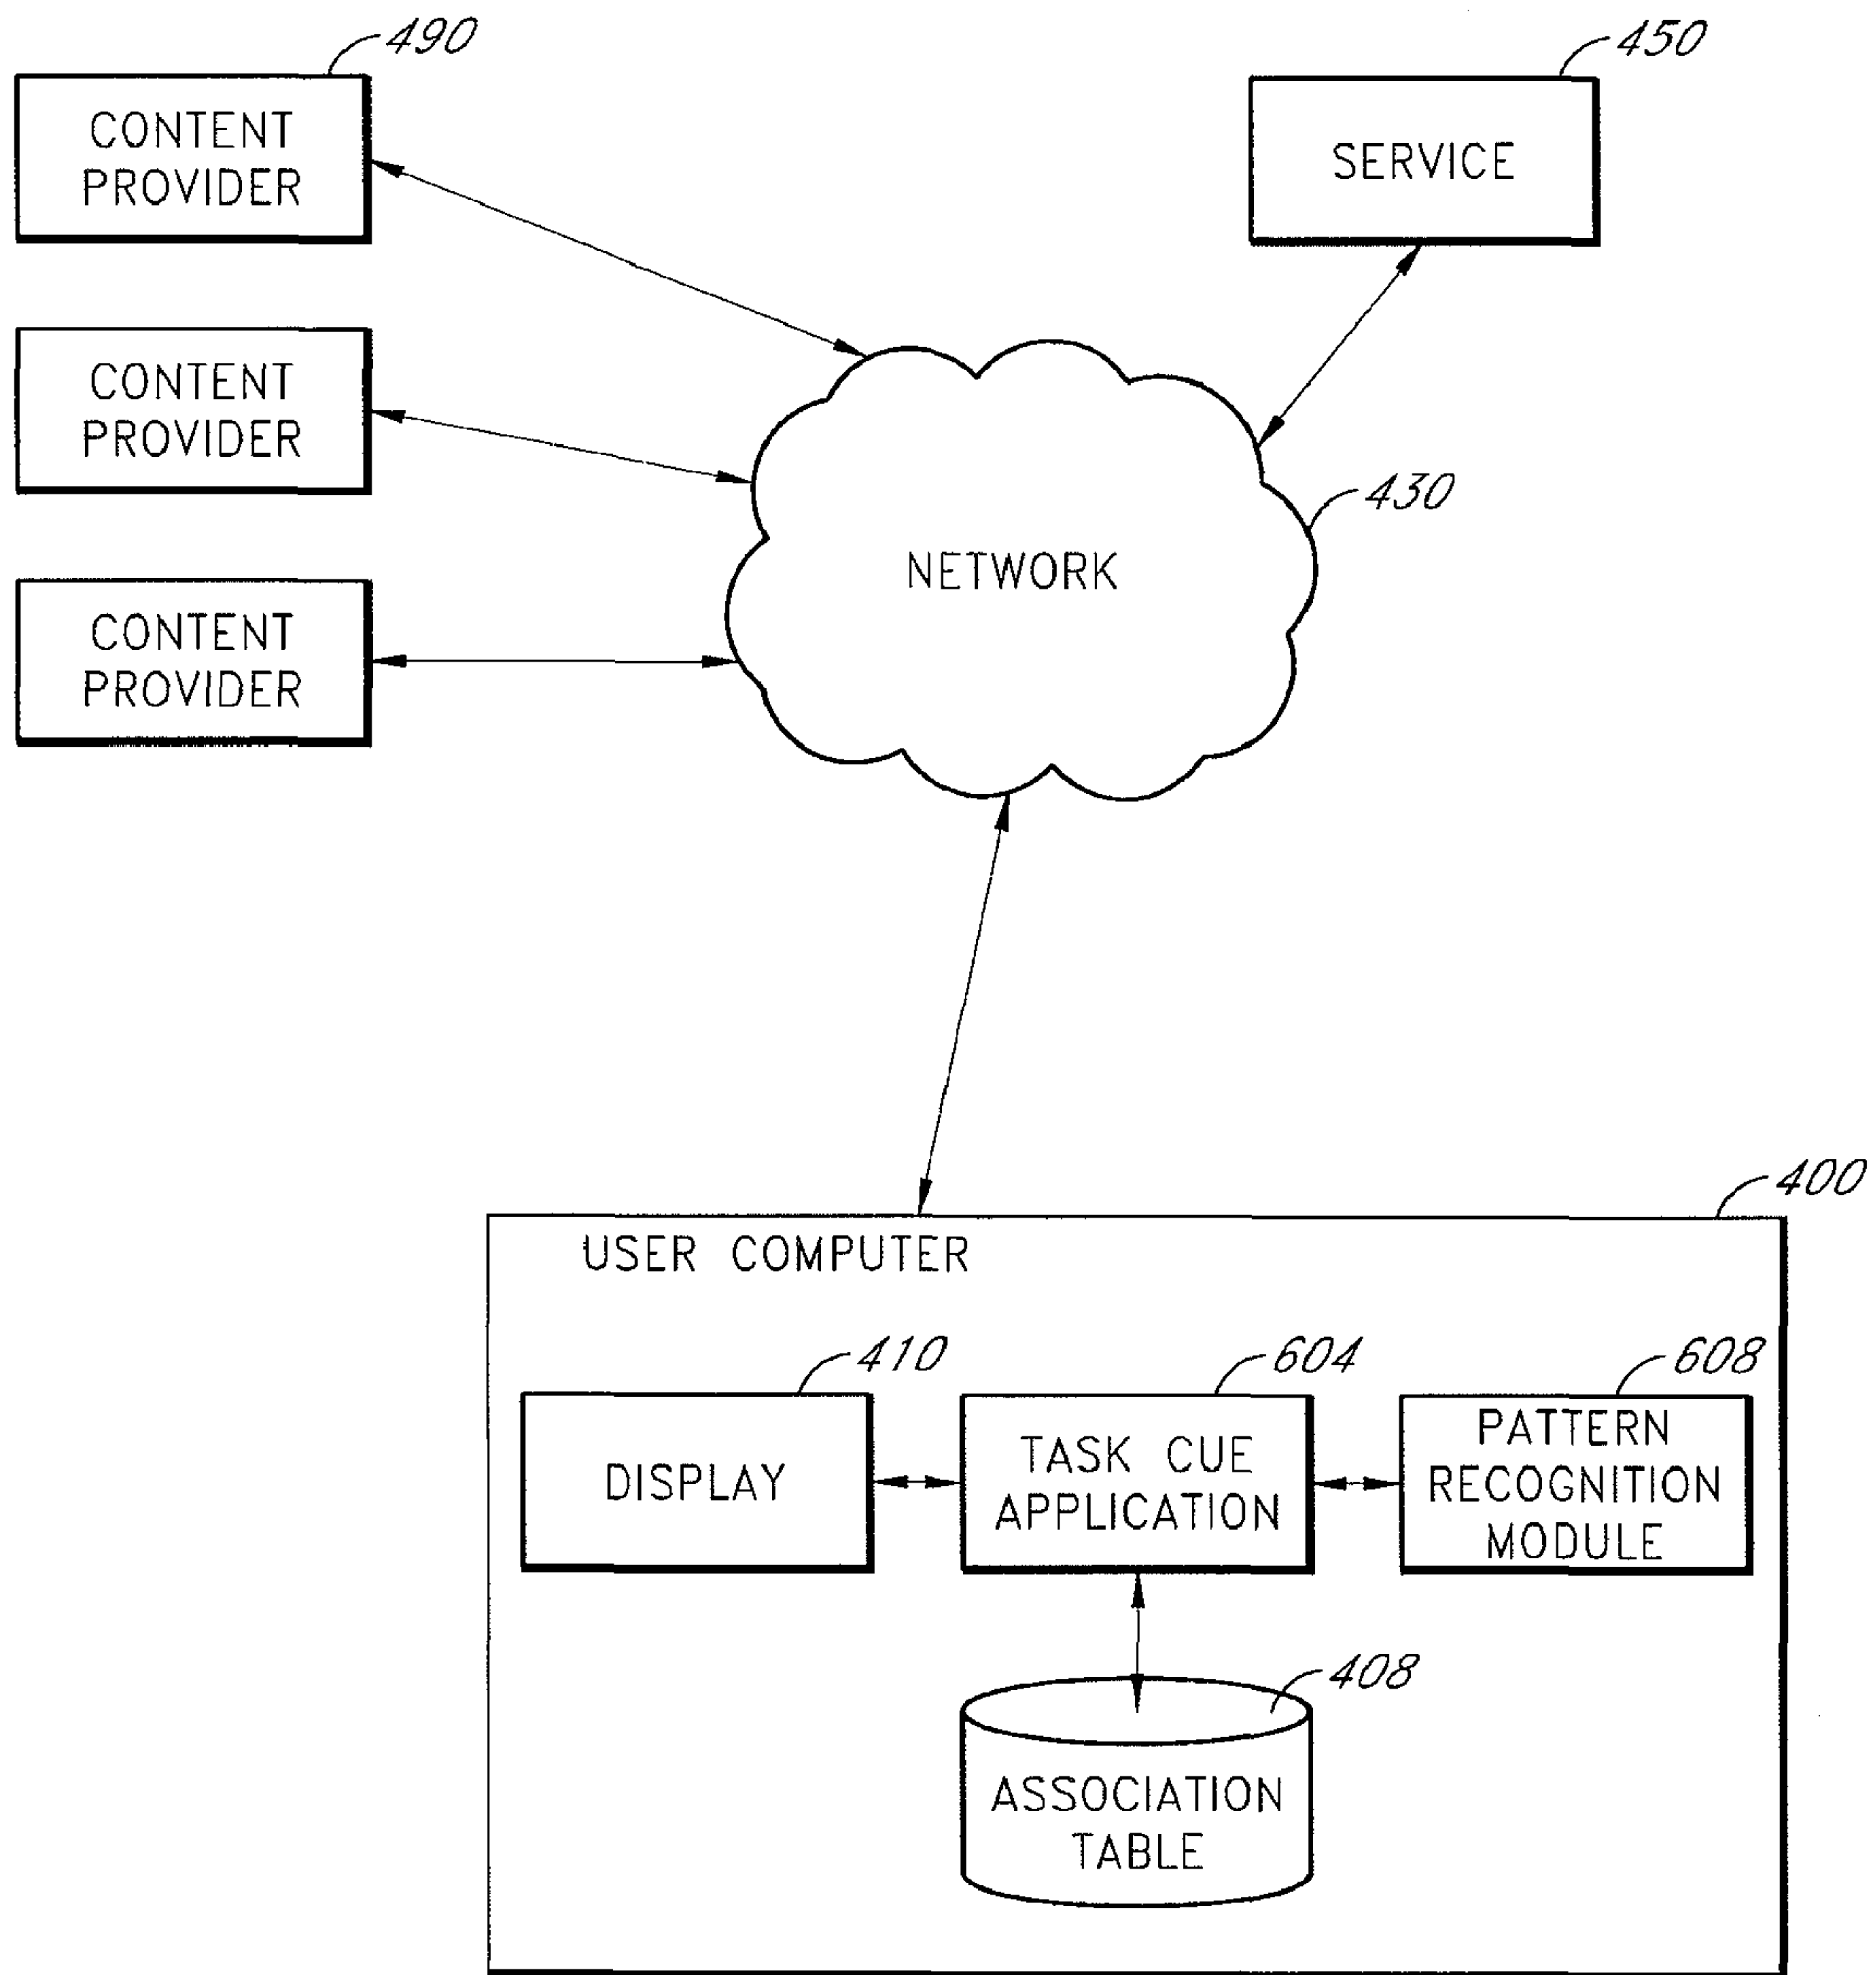 490
CONTENT
PROVIDER
450
SERVICE
CONTENT
PROVIDER
430
NETWORK
CONTENT
PROVIDER
400
USER COMPUTER
410
DISPLAY
604
TASK CUE
APPLICATION
608
PATTERN
RECOGNITION
MODULE
408
ASSOCIATION
TABLE